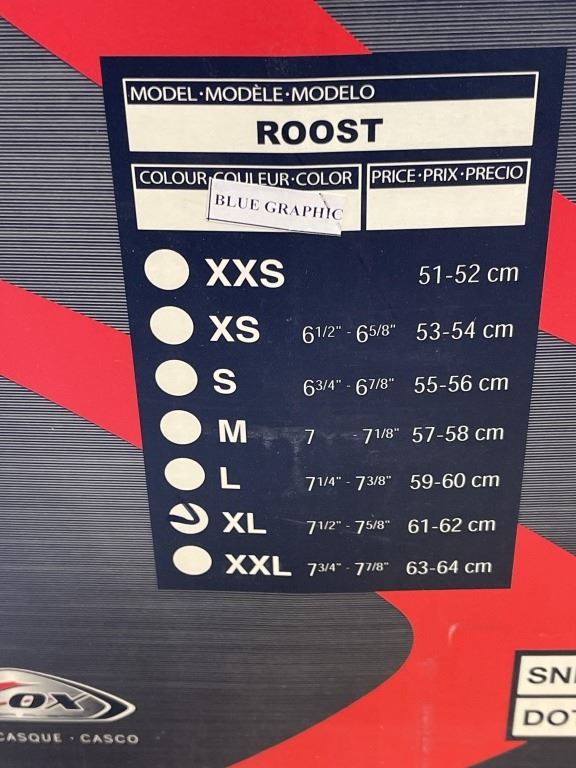 MODEL·MODÈLE·MODELO
ROOST
COLOUR·COULEUR·COLOR PRICE·PRIX·PRECIO
BLUE GRAPHIC
XXS 51-52 cm
XS 6 1/2" - 6 5/8" 53-54 cm
S 6 3/4" - 6 7/8" 55-56 cm
M 7 - 7 1/8" 57-58 cm
L 7 1/4" - 7 3/8" 59-60 cm
XL 7 1/2" - 7 5/8" 61-62 cm
XXL 7 3/4" - 7 7/8" 63-64 cm
CASQUE · CASCO
DOT